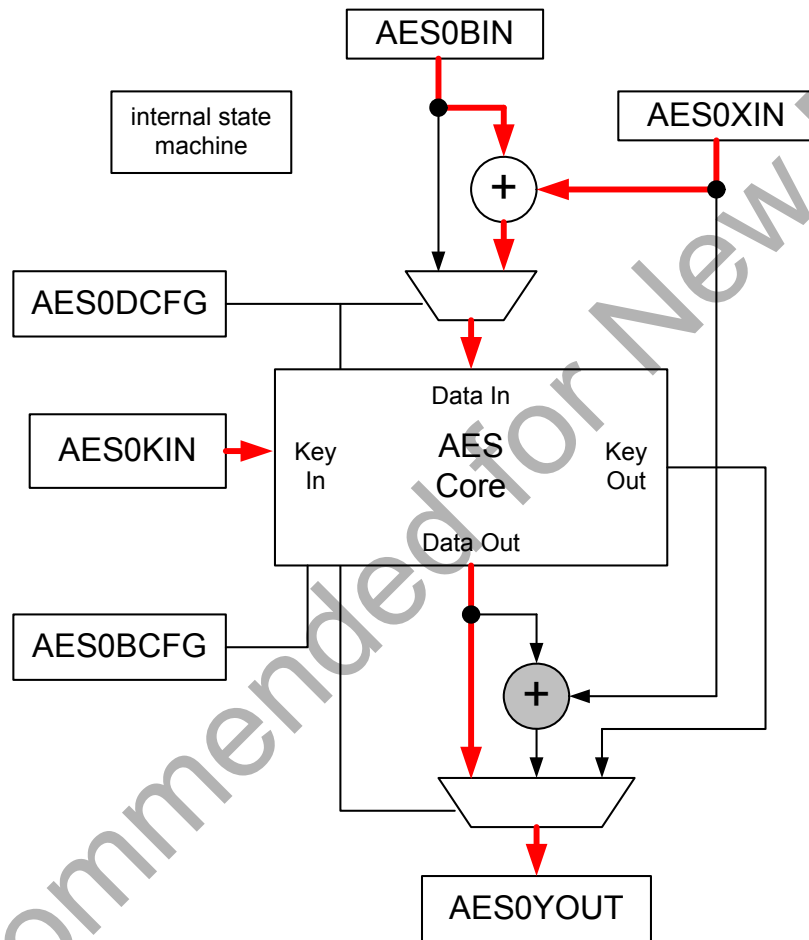 AES0BIN
internal state
machine
AES0XIN
+
AES0DCFG
Data In
AES0KIN
Key
In
AES
Core
Key
Out
Data Out
AES0BCFG
+
AES0YOUT
ommended for New